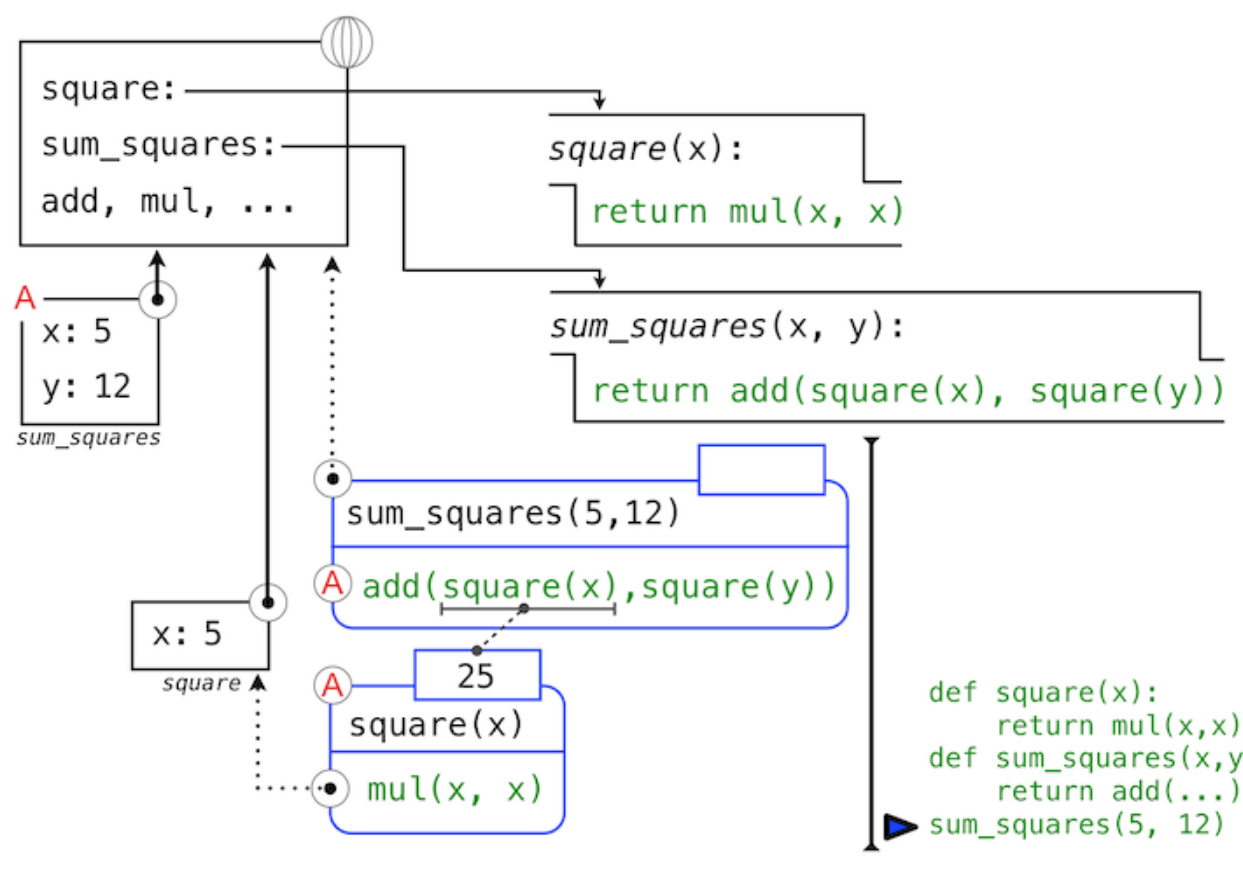 square:
sum_squares:
add, mul, ...
square(x):
return mul(x, x)
sum_squares(x, y):
return add(square(x), square(y))
A
x: 5
y: 12
sum_squares
sum_squares(5,12)
A add(square(x),square(y))
x: 5
square
25
A
square(x)
mul(x, x)
def square(x):
return mul(x,x)
def sum_squares(x,y
return add(...)
sum_squares(5, 12)